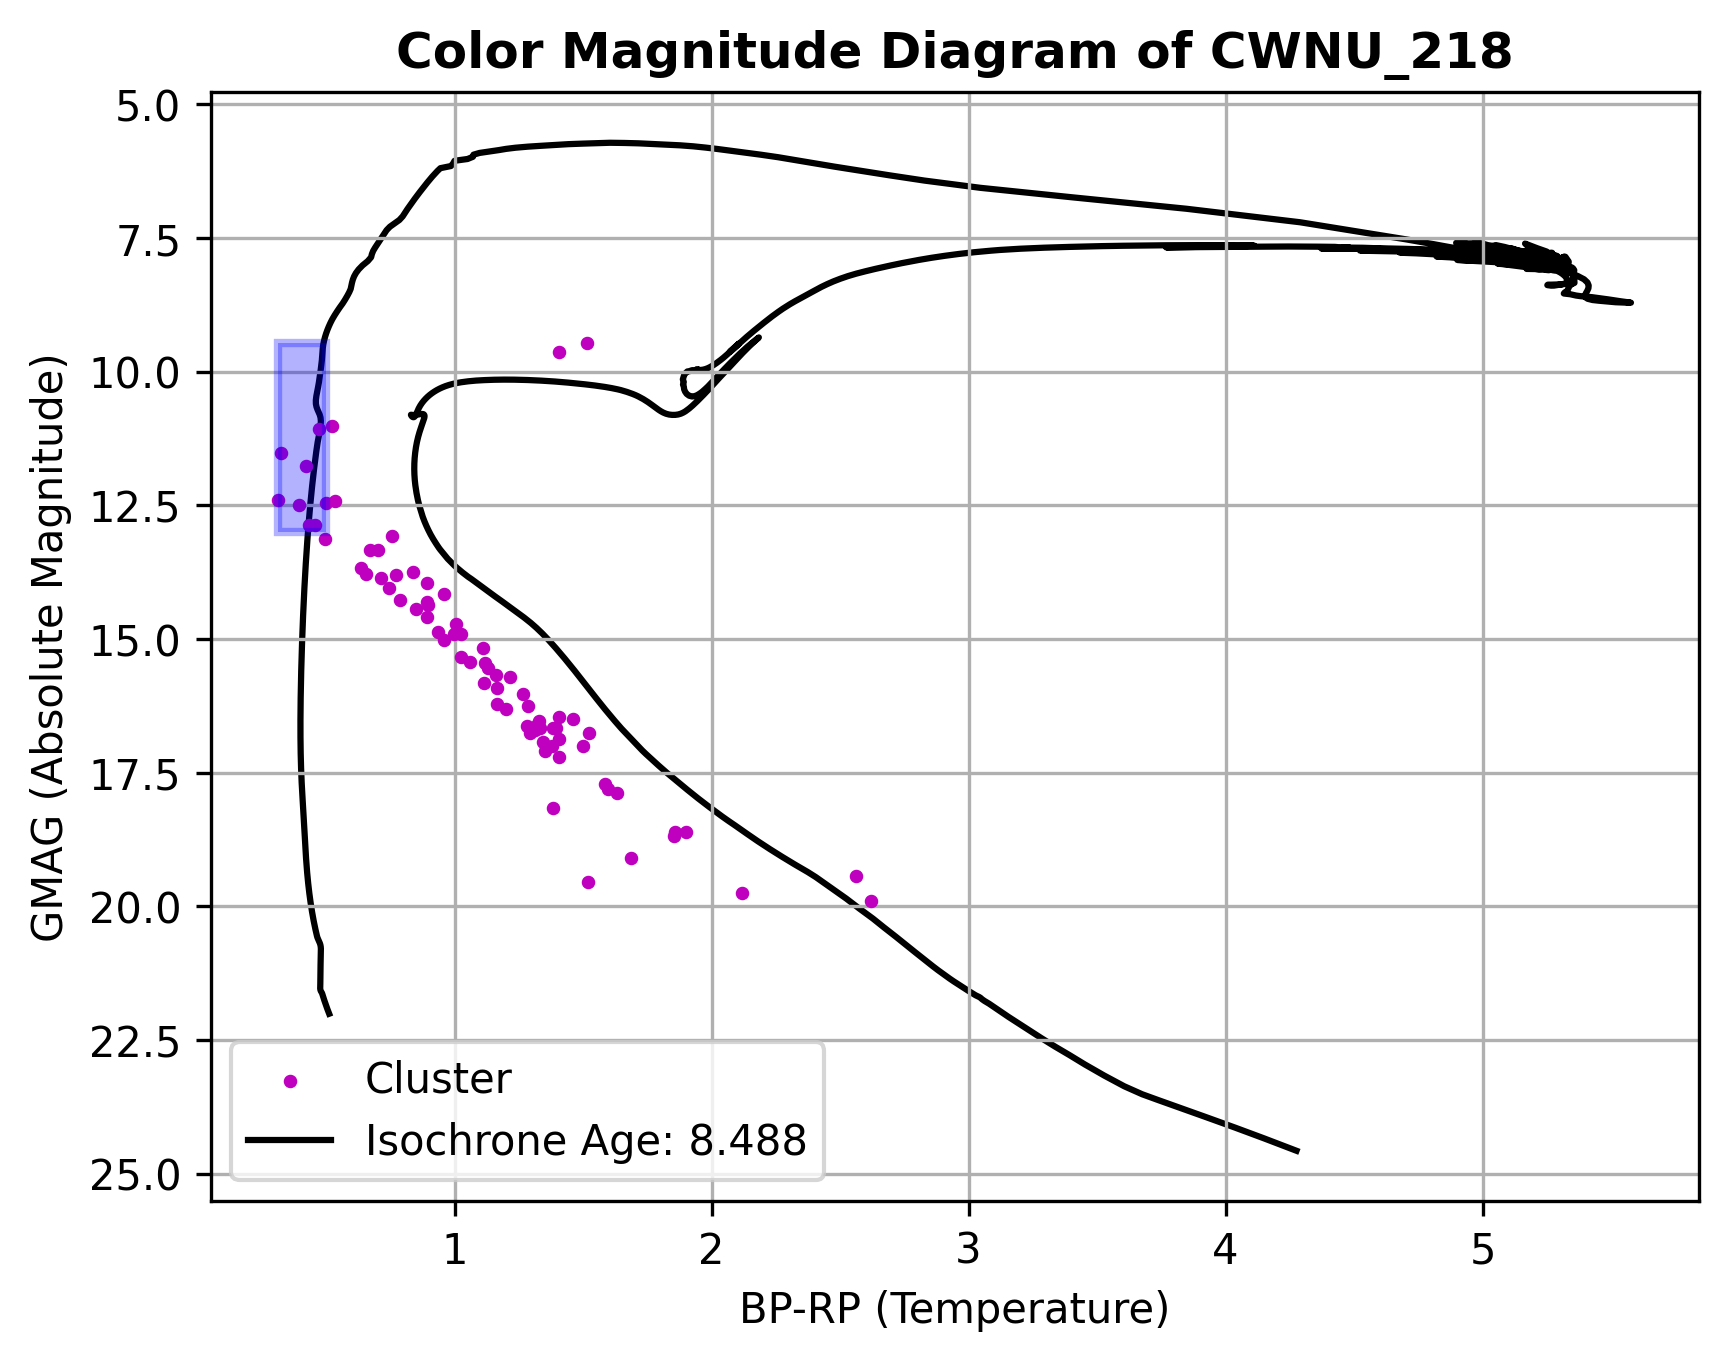 Color Magnitude Diagram of CWNU_218
GMAG (Absolute Magnitude)
5.0
7.5
10.0
12.5
15.0
17.5
20.0
22.5
25.0
Cluster
Isochrone Age: 8.488
1 2 3 4 5
BP-RP (Temperature)